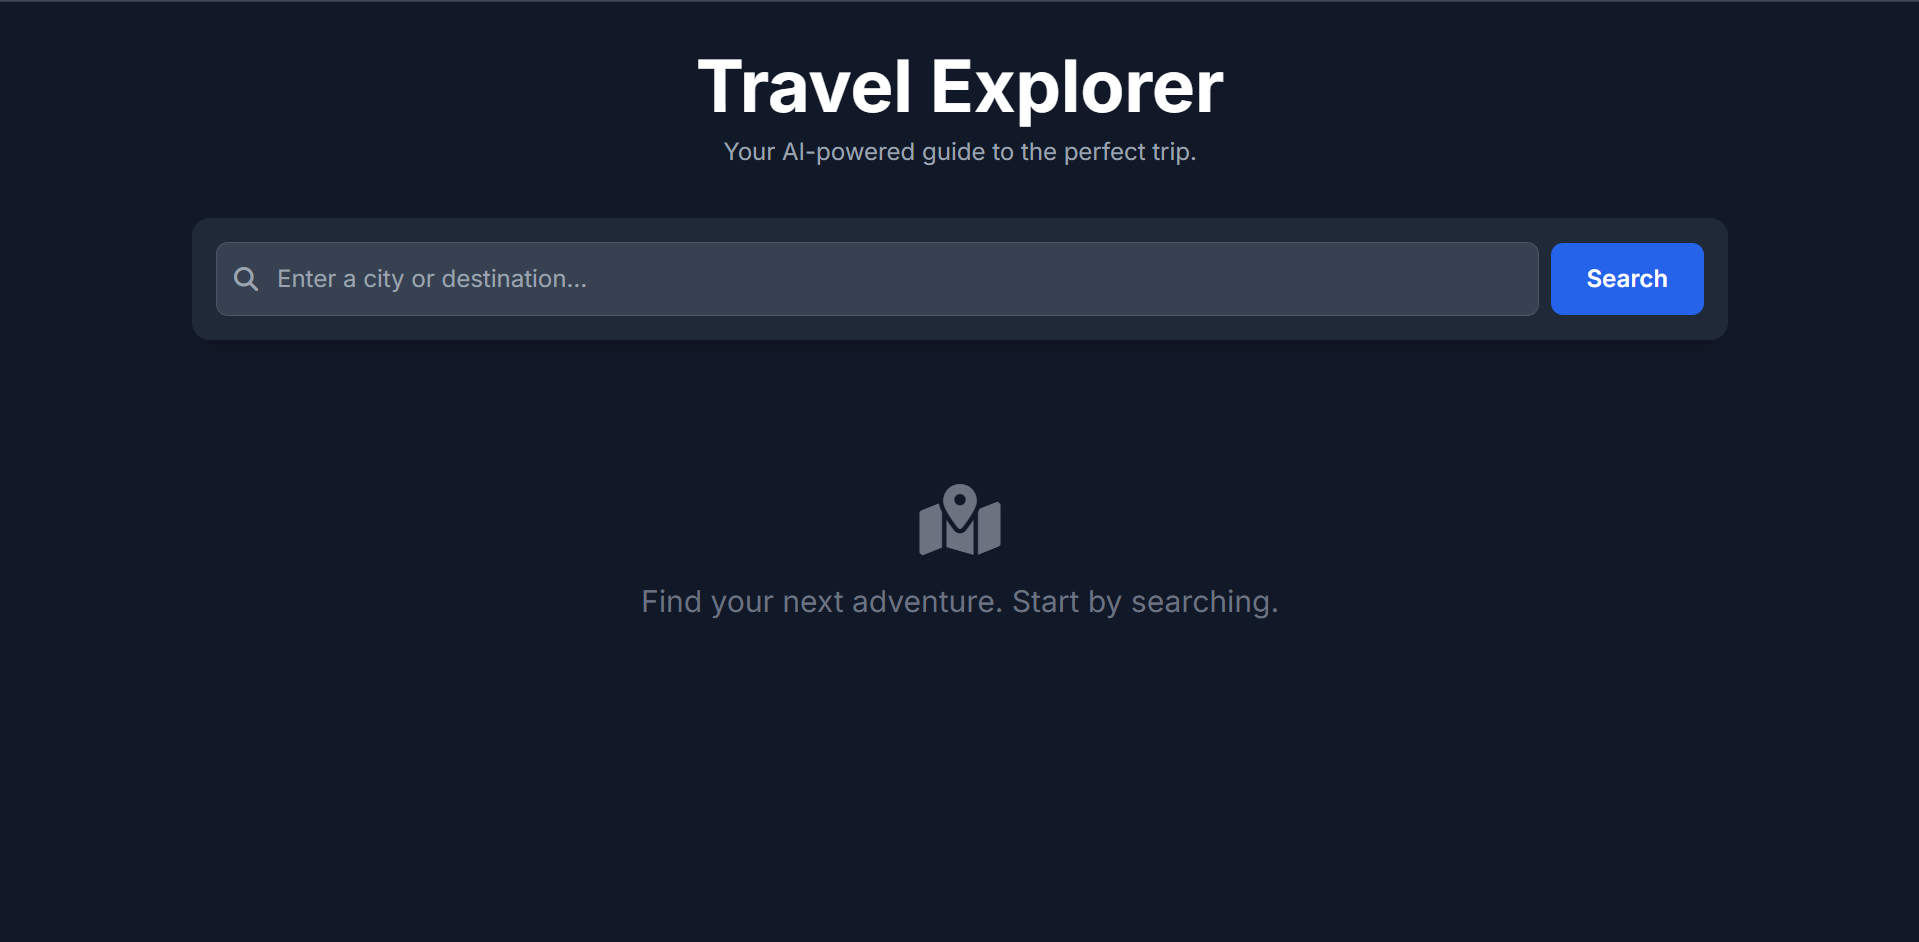 Travel Explorer
Your AI-powered guide to the perfect trip.
Enter a city or destination...
Search
Find your next adventure. Start by searching.